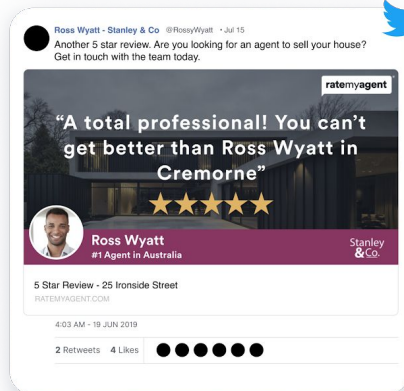 Ross Wyatt - Stanley & Co @RossyWyatt • Jul 15
Another 5 star review. Are you looking for an agent to sell your house?
Get in touch with the team today.
ratemyagent
“A total professional! You can’t
get better than Ross Wyatt in
Cremorne”
Ross Wyatt
#1 Agent in Australia
Stanley
&Co.
5 Star Review - 25 Ironside Street
RATEMYAGENT.COM
4:03 AM - 19 JUN 2019
2 Retweets 4 Likes